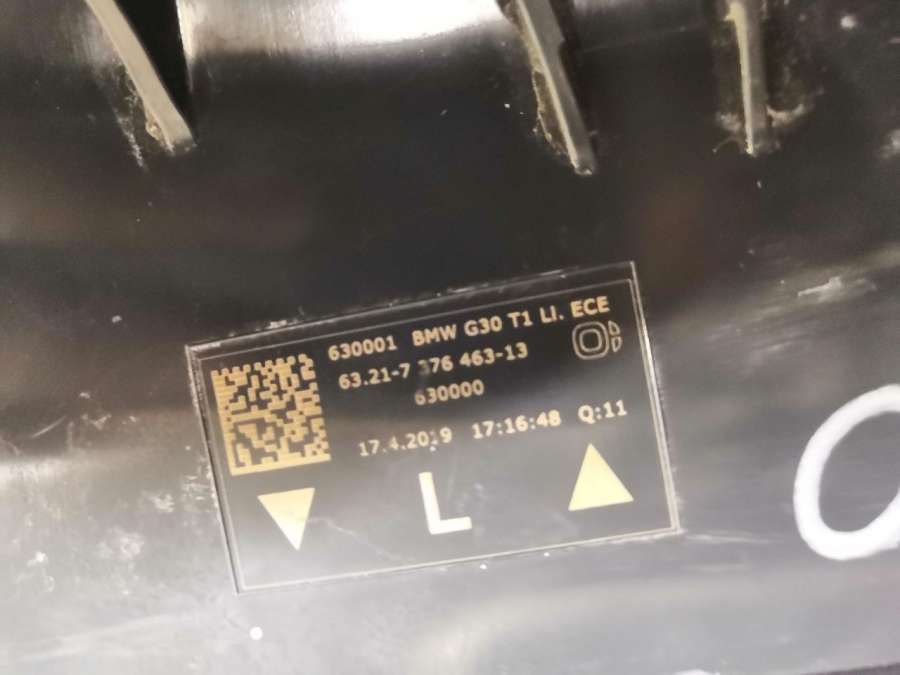 630001 BMW G30 T1 LI. ECE
63.21-7 376 463-13
630000
17.4.2019 17:16:48 Q:11
L
O